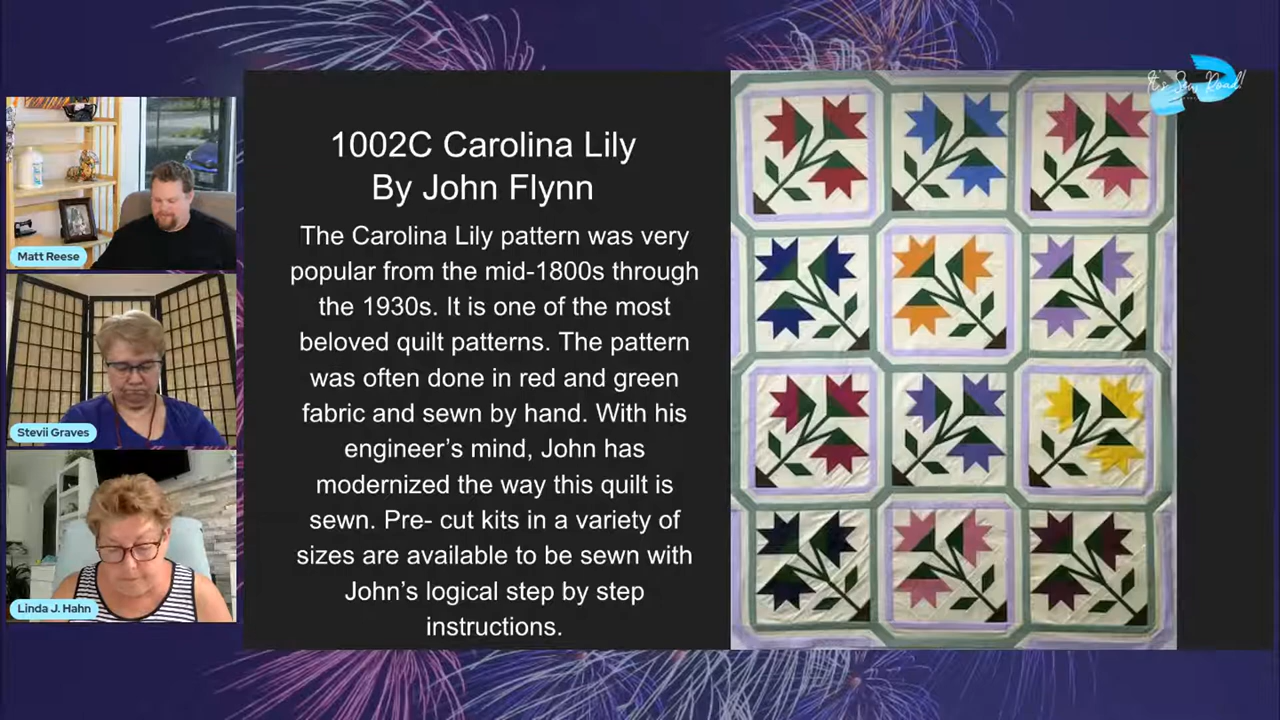 It's Sew Road!
1002C Carolina Lily
By John Flynn
The Carolina Lily pattern was very
popular from the mid-1800s through
the 1930s. It is one of the most
beloved quilt patterns. The pattern
was often done in red and green
fabric and sewn by hand. With his
engineer's mind, John has
modernized the way this quilt is
sewn. Pre- cut kits in a variety of
sizes are available to be sewn with
John's logical step by step
instructions.
Matt Reese
Stevii Graves
Linda J. Hahn